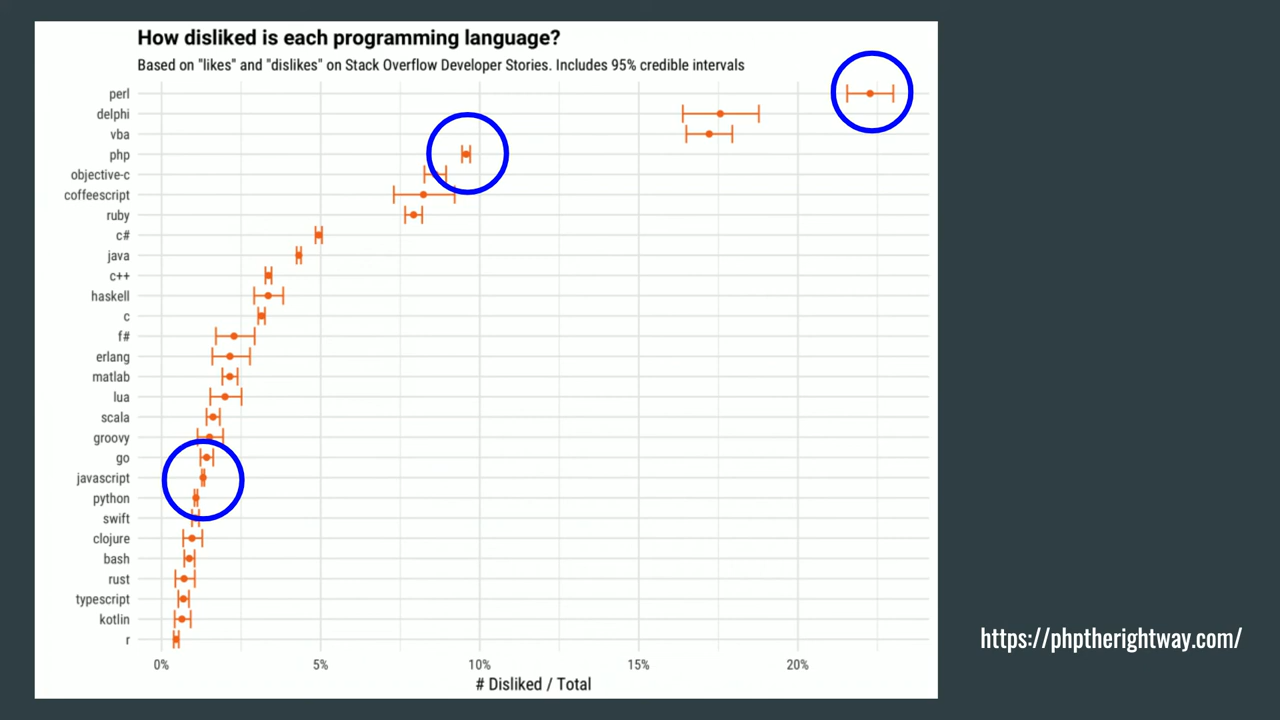 How disliked is each programming language?
Based on "likes" and "dislikes" on Stack Overflow Developer Stories. Includes 95% credible intervals
perl
delphi
vba
php
objective-c
coffeescript
ruby
c#
java
c++
haskell
c
f#
erlang
matlab
lua
scala
groovy
go
javascript
python
swift
clojure
bash
rust
typescript
kotlin
r
0% 5% 10% 15% 20%
# Disliked / Total
https://phptherightway.com/